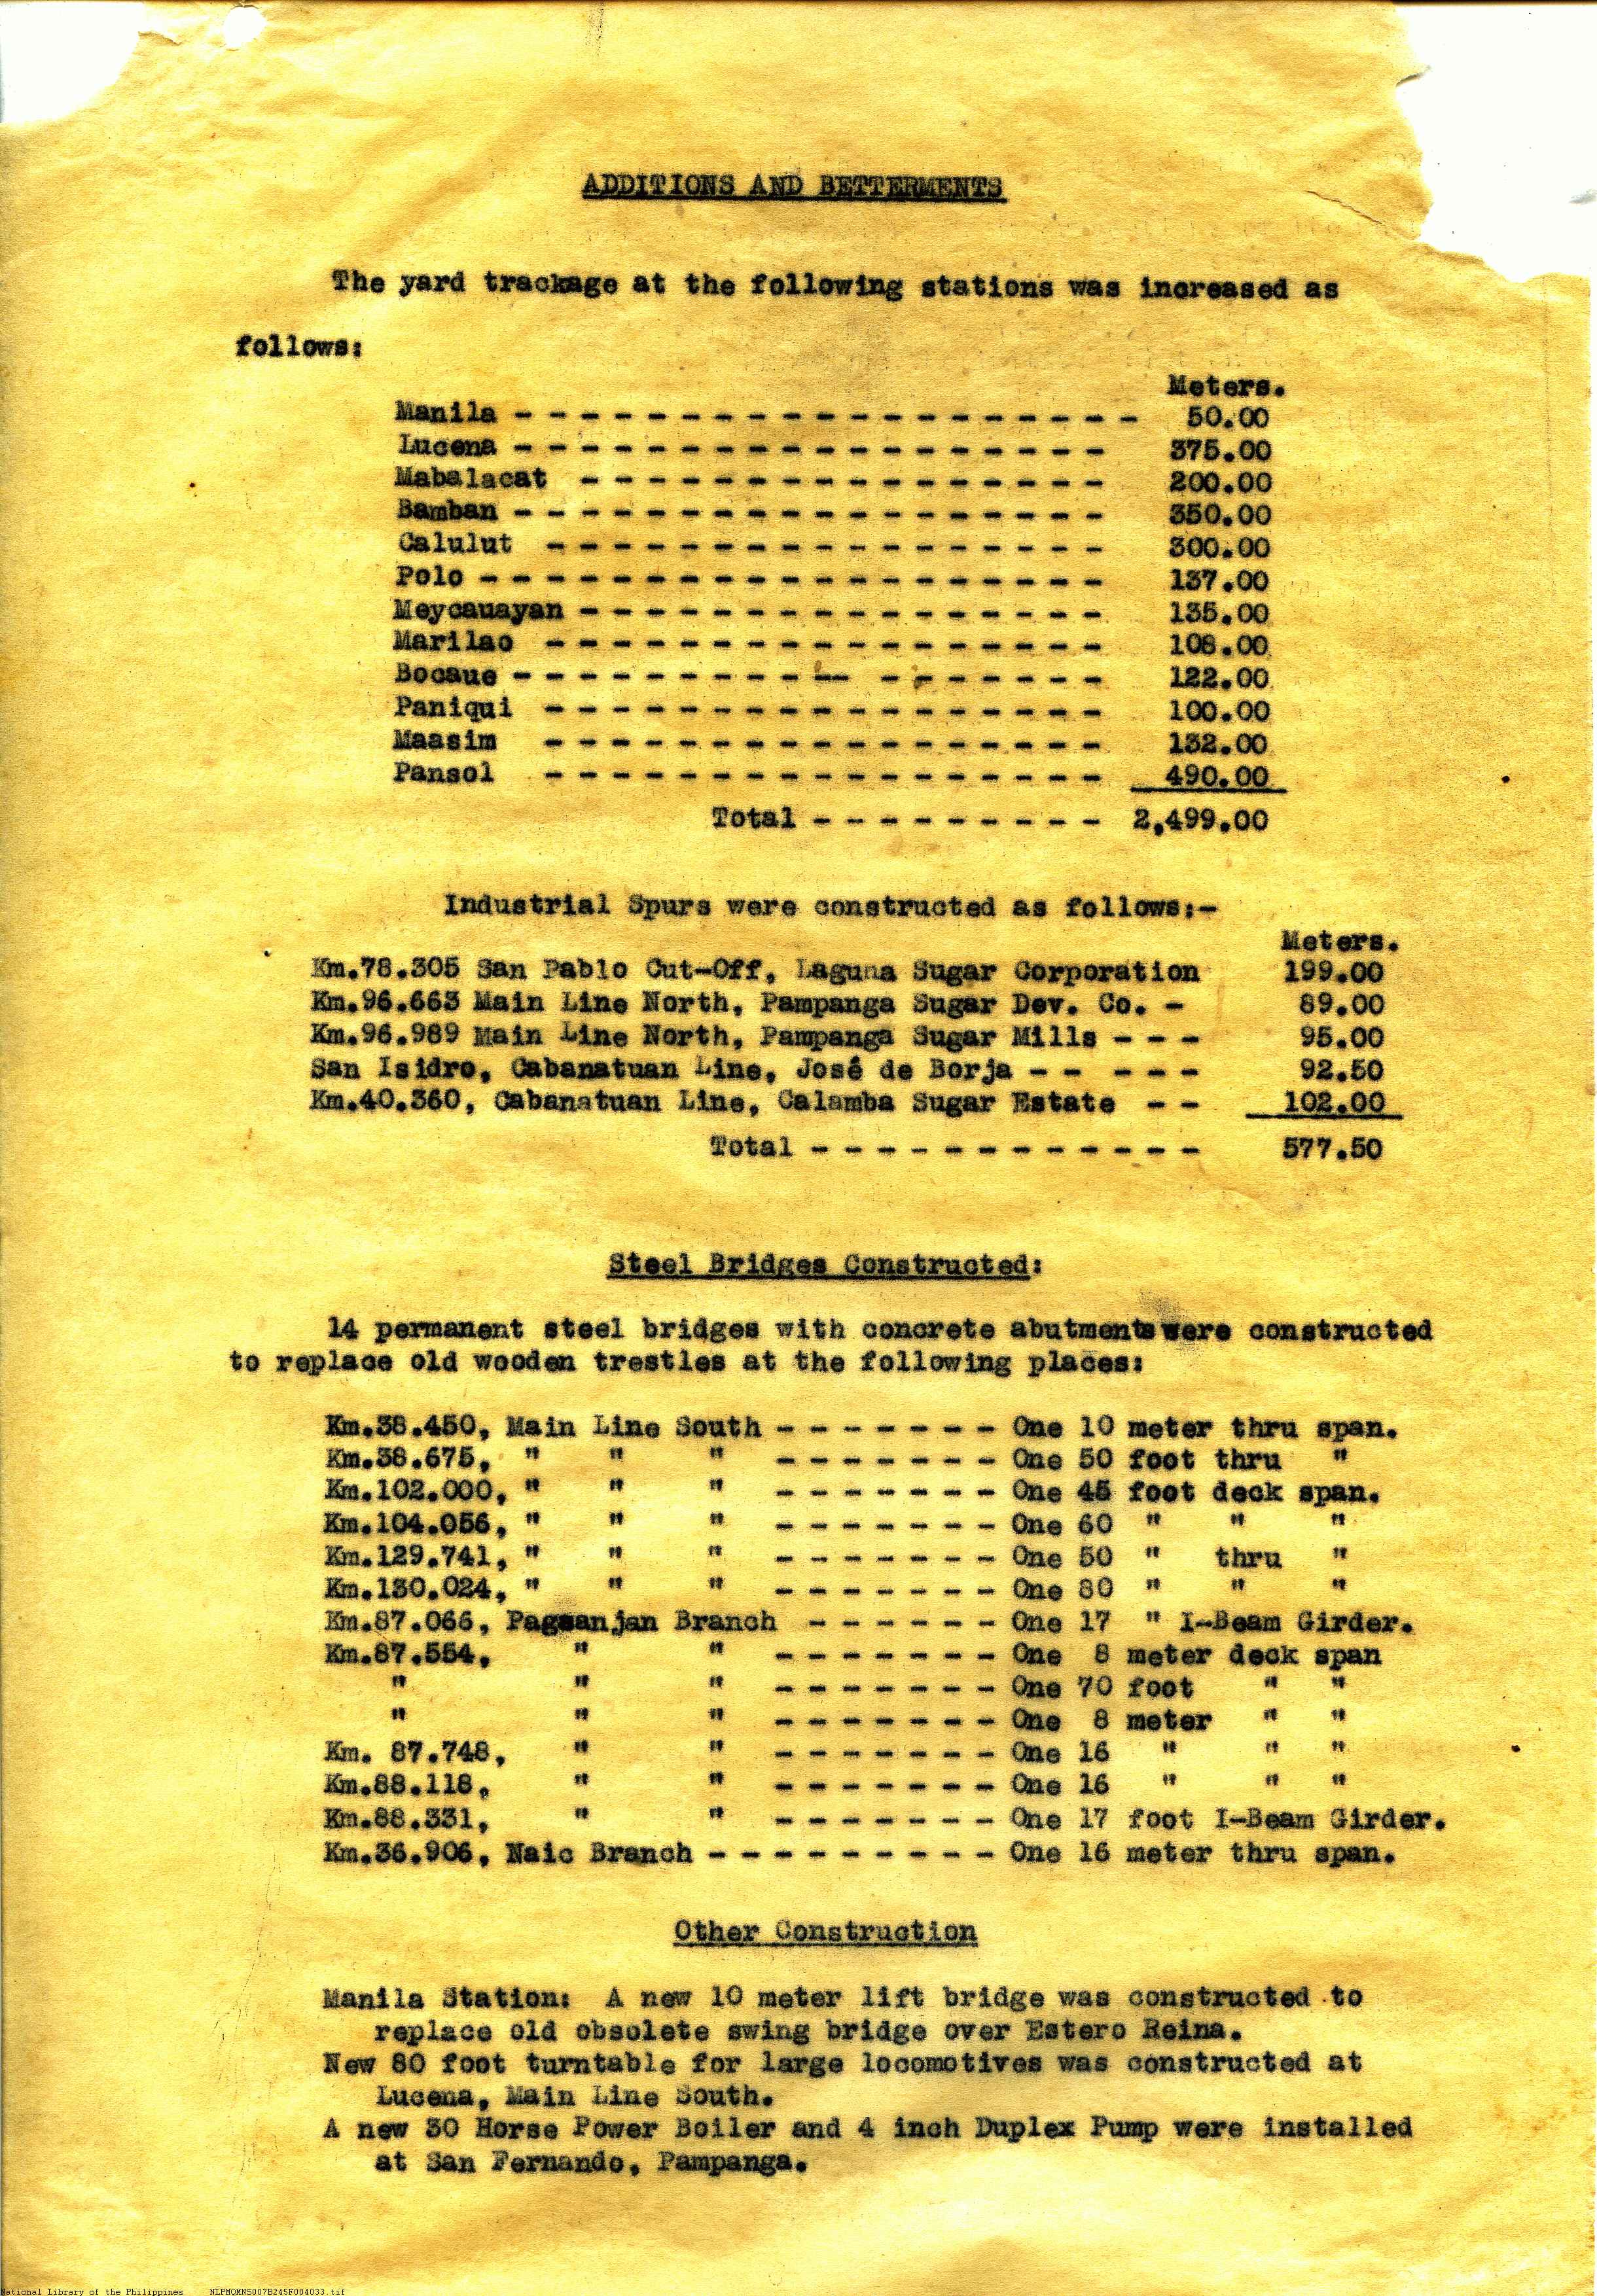 ADDITIONS AND BETTERMENTS
The yard trackage at the following stations was increased as
follows:
Meters.
Manila - - - - - - - - - - - - - - - - - - - 50.00
Lucena - - - - - - - - - - - - - - - - - - 375.00
Mabalacat - - - - - - - - - - - - - - - - 200.00
Bamban - - - - - - - - - - - - - - - - - - 350.00
Calulut - - - - - - - - - - - - - - - - - 300.00
Polo - - - - - - - - - - - - - - - - - - - 137.00
Meycauayan - - - - - - - - - - - - - - - - 135.00
Marilao - - - - - - - - - - - - - - - - - 108.00
Bocaue - - - - - - - - - - - - - - - - - 122.00
Paniqui - - - - - - - - - - - - - - - - - 100.00
Maasim - - - - - - - - - - - - - - - - - 132.00
Pansol - - - - - - - - - - - - - - - - - 490.00
Total - - - - - - - - - 2,499.00
Industrial Spurs were constructed as follows:-
Meters.
Km.78.305 San Pablo Cut-Off, Laguna Sugar Corporation 199.00
Km.96.663 Main Line North, Pampanga Sugar Dev. Co. - 89.00
Km.96.989 Main Line North, Pampanga Sugar Mills - - - 95.00
San Isidro, Cabanatuan Line, José de Borja - - - - - 92.50
Km.40.360, Cabanatuan Line, Calamba Sugar Estate - - 102.00
Total - - - - - - - - - - - - 577.50
Steel Bridges Constructed:
14 permanent steel bridges with concrete abutments were constructed
to replace old wooden trestles at the following places:
Km.38.450, Main Line South - - - - - - - One 10 meter thru span.
Km.38.675, " " " - - - - - - - One 50 foot thru "
Km.102.000, " " " - - - - - - - One 45 foot deck span.
Km.104.056, " " " - - - - - - - One 60 " " "
Km.129.741, " " " - - - - - - - One 50 " thru "
Km.130.024, " " " - - - - - - - One 80 " " "
Km.87.066, Pagsanjan Branch - - - - - - One 17 " I-Beam Girder.
Km.87.554, " " - - - - - - - One 8 meter deck span
" " " - - - - - - - One 70 foot " "
" " " - - - - - - - One 8 meter " "
Km. 87.748, " " - - - - - - - One 16 " " "
Km.88.118, " " - - - - - - - One 16 " " "
Km.88.331, " " - - - - - - - One 17 foot I-Beam Girder.
Km.36.906, Naic Branch - - - - - - - - - One 16 meter thru span.
Other Construction
Manila Station: A new 10 meter lift bridge was constructed to
replace old obsolete swing bridge over Estero Reina.
New 80 foot turntable for large locomotives was constructed at
Lucena, Main Line South.
A new 30 Horse Power Boiler and 4 inch Duplex Pump were installed
at San Fernando, Pampanga.
National Library of the Philippines NLPMQMNS007B245F004033.tif